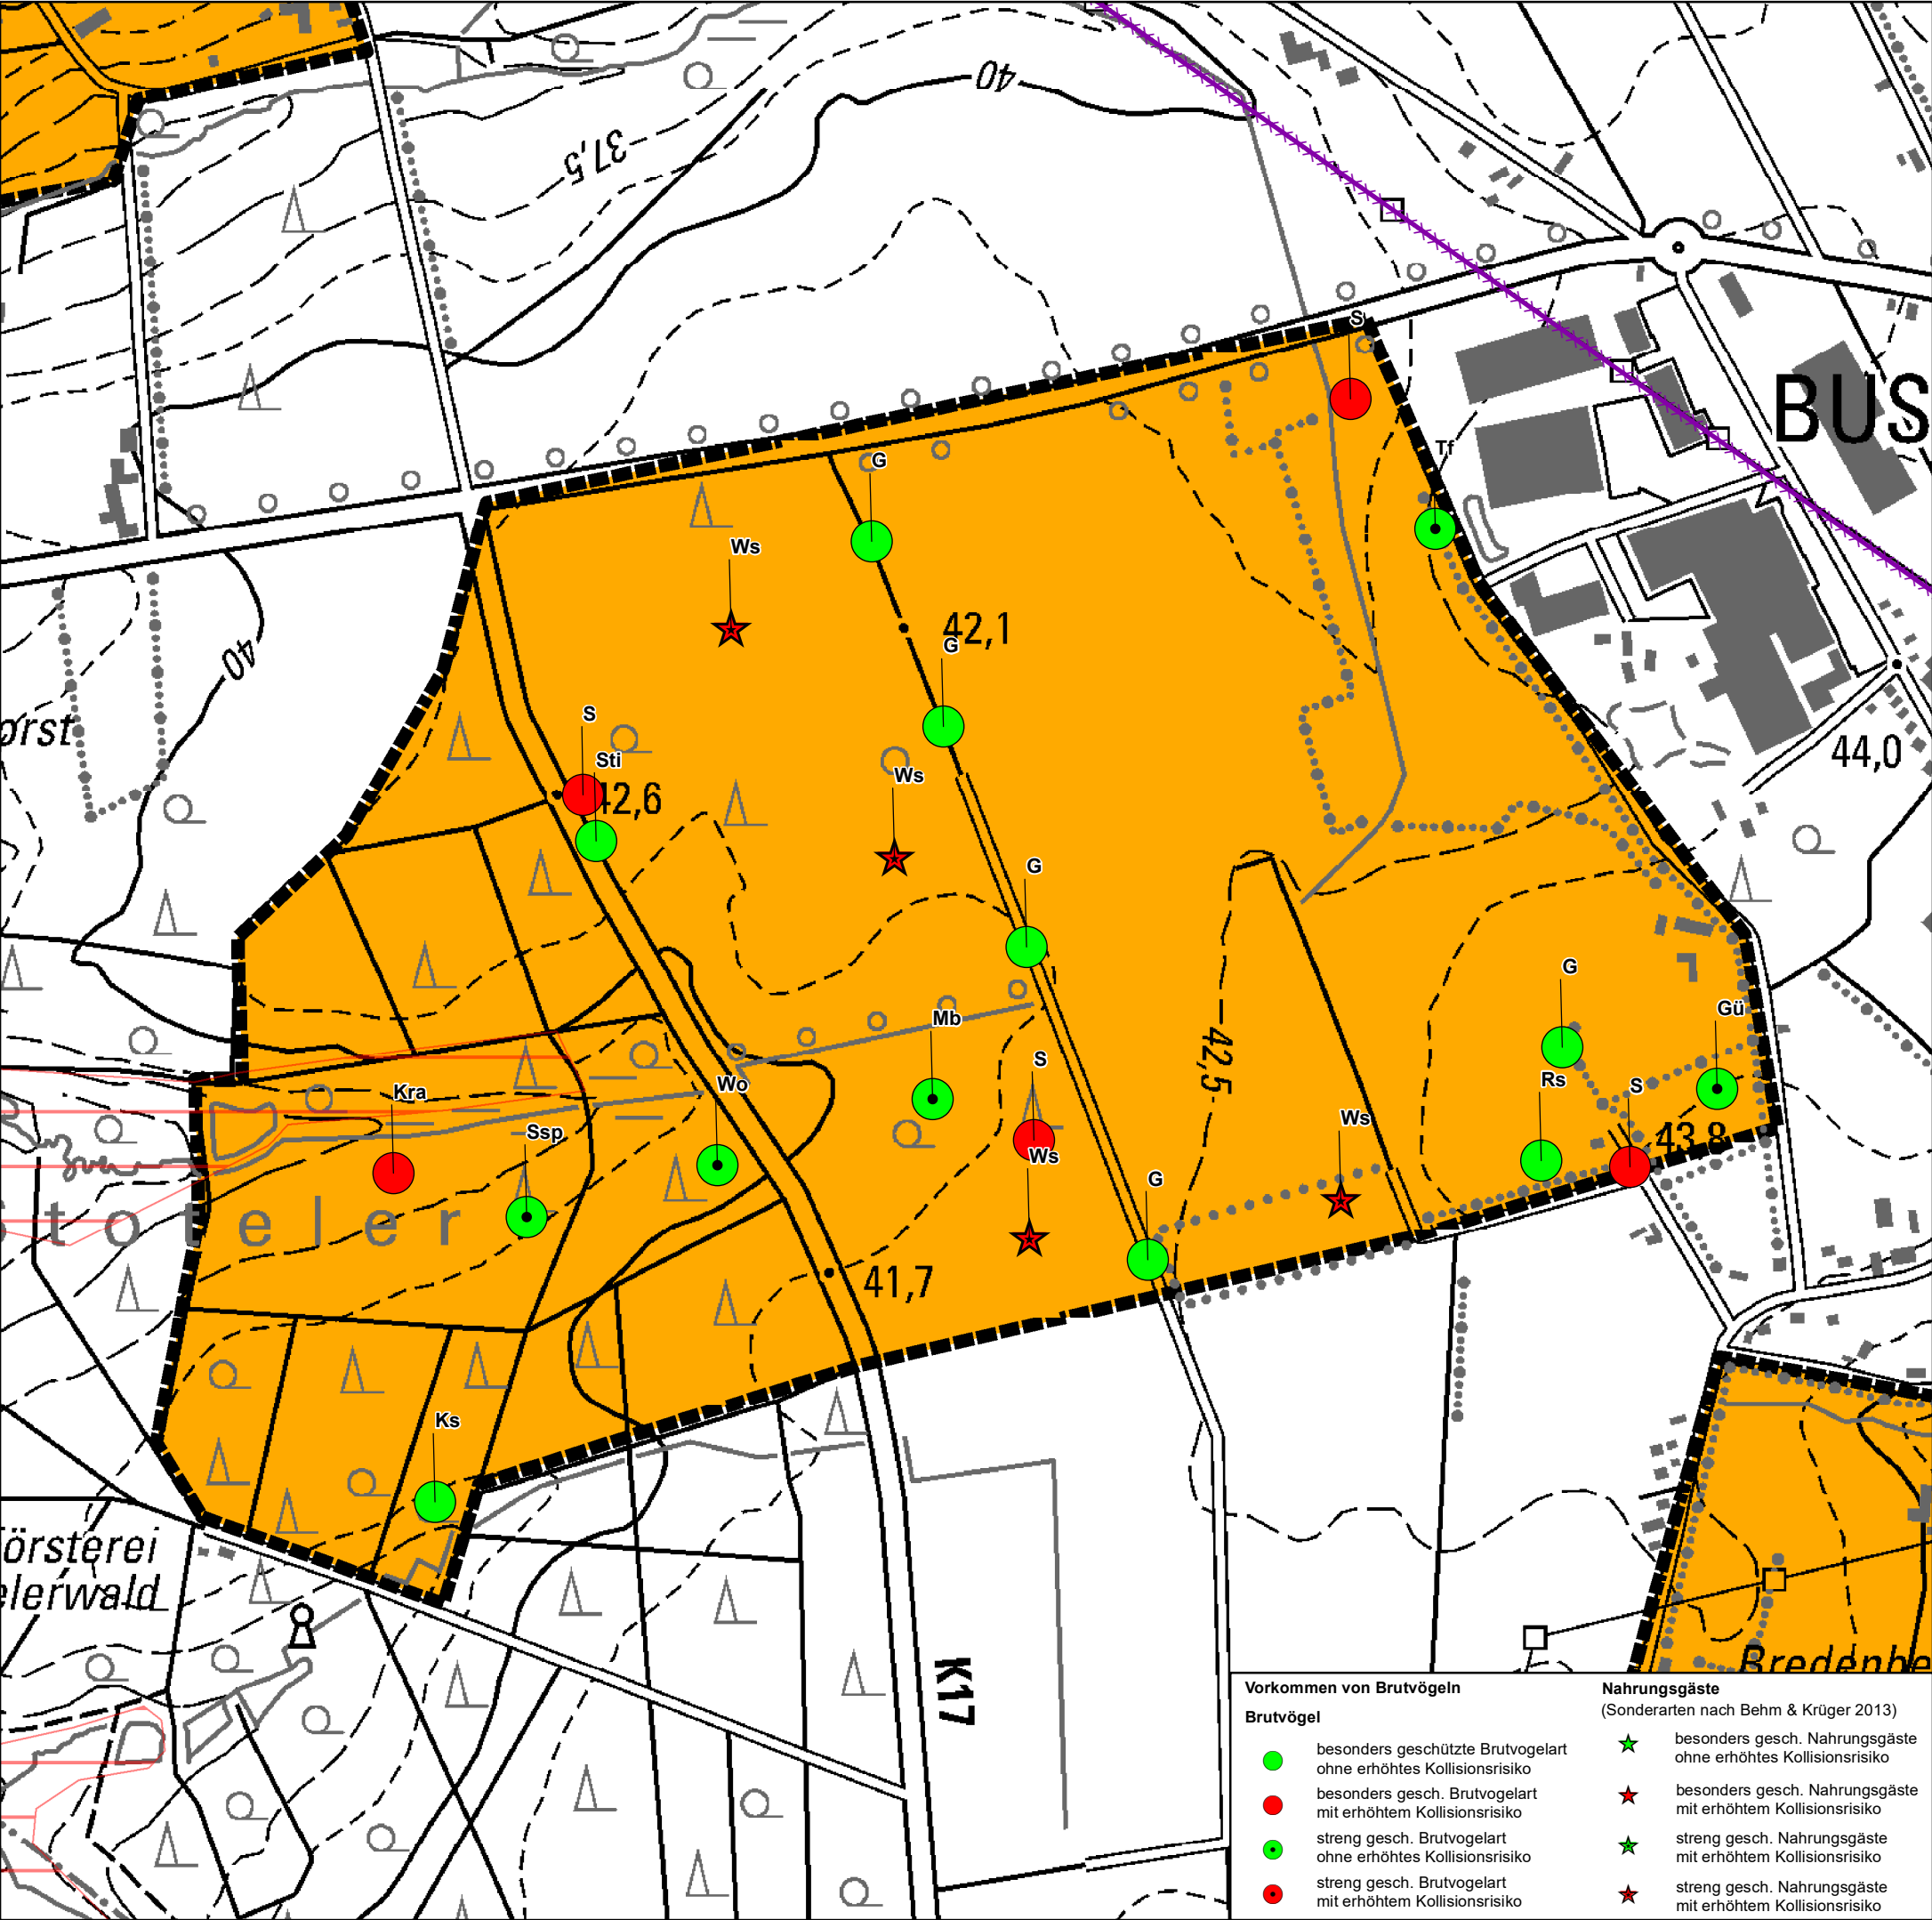 40
37,5
S
BUS
Tf
G
Ws
42,1
G
40
S
orst
Sti
42,6
Ws
44,0
G
G
Gü
Mb
42,5
S
Wo
Rs
S
Kra
Ws
Ssp
43,8
Ws
G
Stoteler
41,7
Ks
örsterei
elerwald
K17
Bredenbe
Vorkommen von Brutvögeln
Brutvögel
besonders geschützte Brutvogelart
ohne erhöhtes Kollisionsrisiko
besonders gesch. Brutvogelart
mit erhöhtem Kollisionsrisiko
streng gesch. Brutvogelart
ohne erhöhtes Kollisionsrisiko
streng gesch. Brutvogelart
mit erhöhtem Kollisionsrisiko
Nahrungsgäste
(Sonderarten nach Behm & Krüger 2013)
besonders gesch. Nahrungsgäste
ohne erhöhtes Kollisionsrisiko
besonders gesch. Nahrungsgäste
mit erhöhtem Kollisionsrisiko
streng gesch. Nahrungsgäste
mit erhöhtem Kollisionsrisiko
streng gesch. Nahrungsgäste
mit erhöhtem Kollisionsrisiko